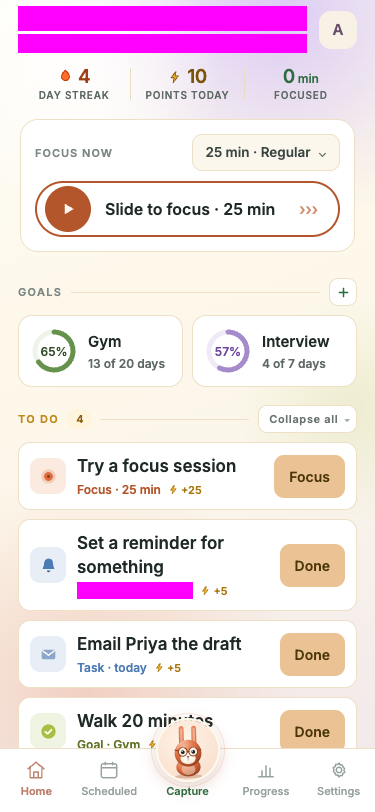 A
4
DAY STREAK
10
POINTS TODAY
0 min
FOCUSED
FOCUS NOW
25 min · Regular
Slide to focus · 25 min
›››
GOALS
+
65%
Gym
13 of 20 days
57%
Interview
4 of 7 days
TO DO 4
Collapse all
Try a focus session
Focus · 25 min +25
Focus
Set a reminder for
something
+5
Done
Email Priya the draft
Task · today +5
Done
Walk 20 minutes
Goal · Gym
Done
Home
Scheduled
Capture
Progress
Settings